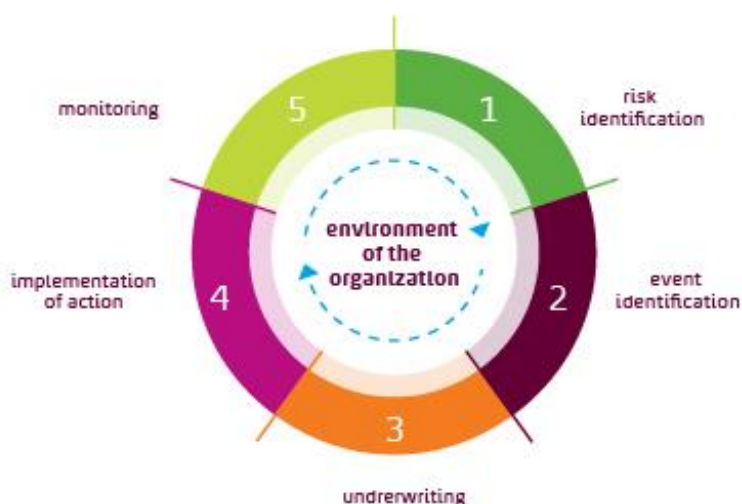 5
1
monitoring
risk
identification
environment
of the
organization
implementation
of action
4
2
event
identification
3
undrerwriting